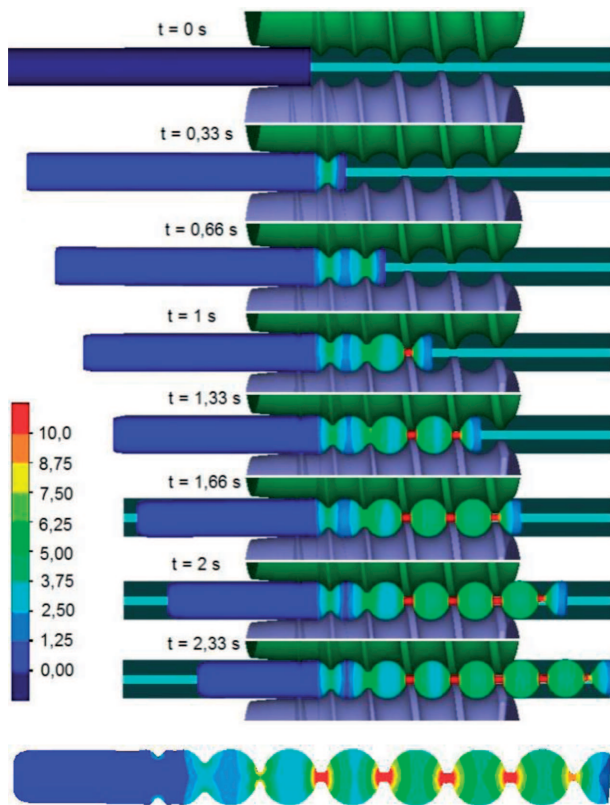 t = 0 s
t = 0,33 s
t = 0,66 s
t = 1 s
t = 1,33 s
t = 1,66 s
t = 2 s
t = 2,33 s
10,0
8,75
7,50
6,25
5,00
3,75
2,50
1,25
0,00